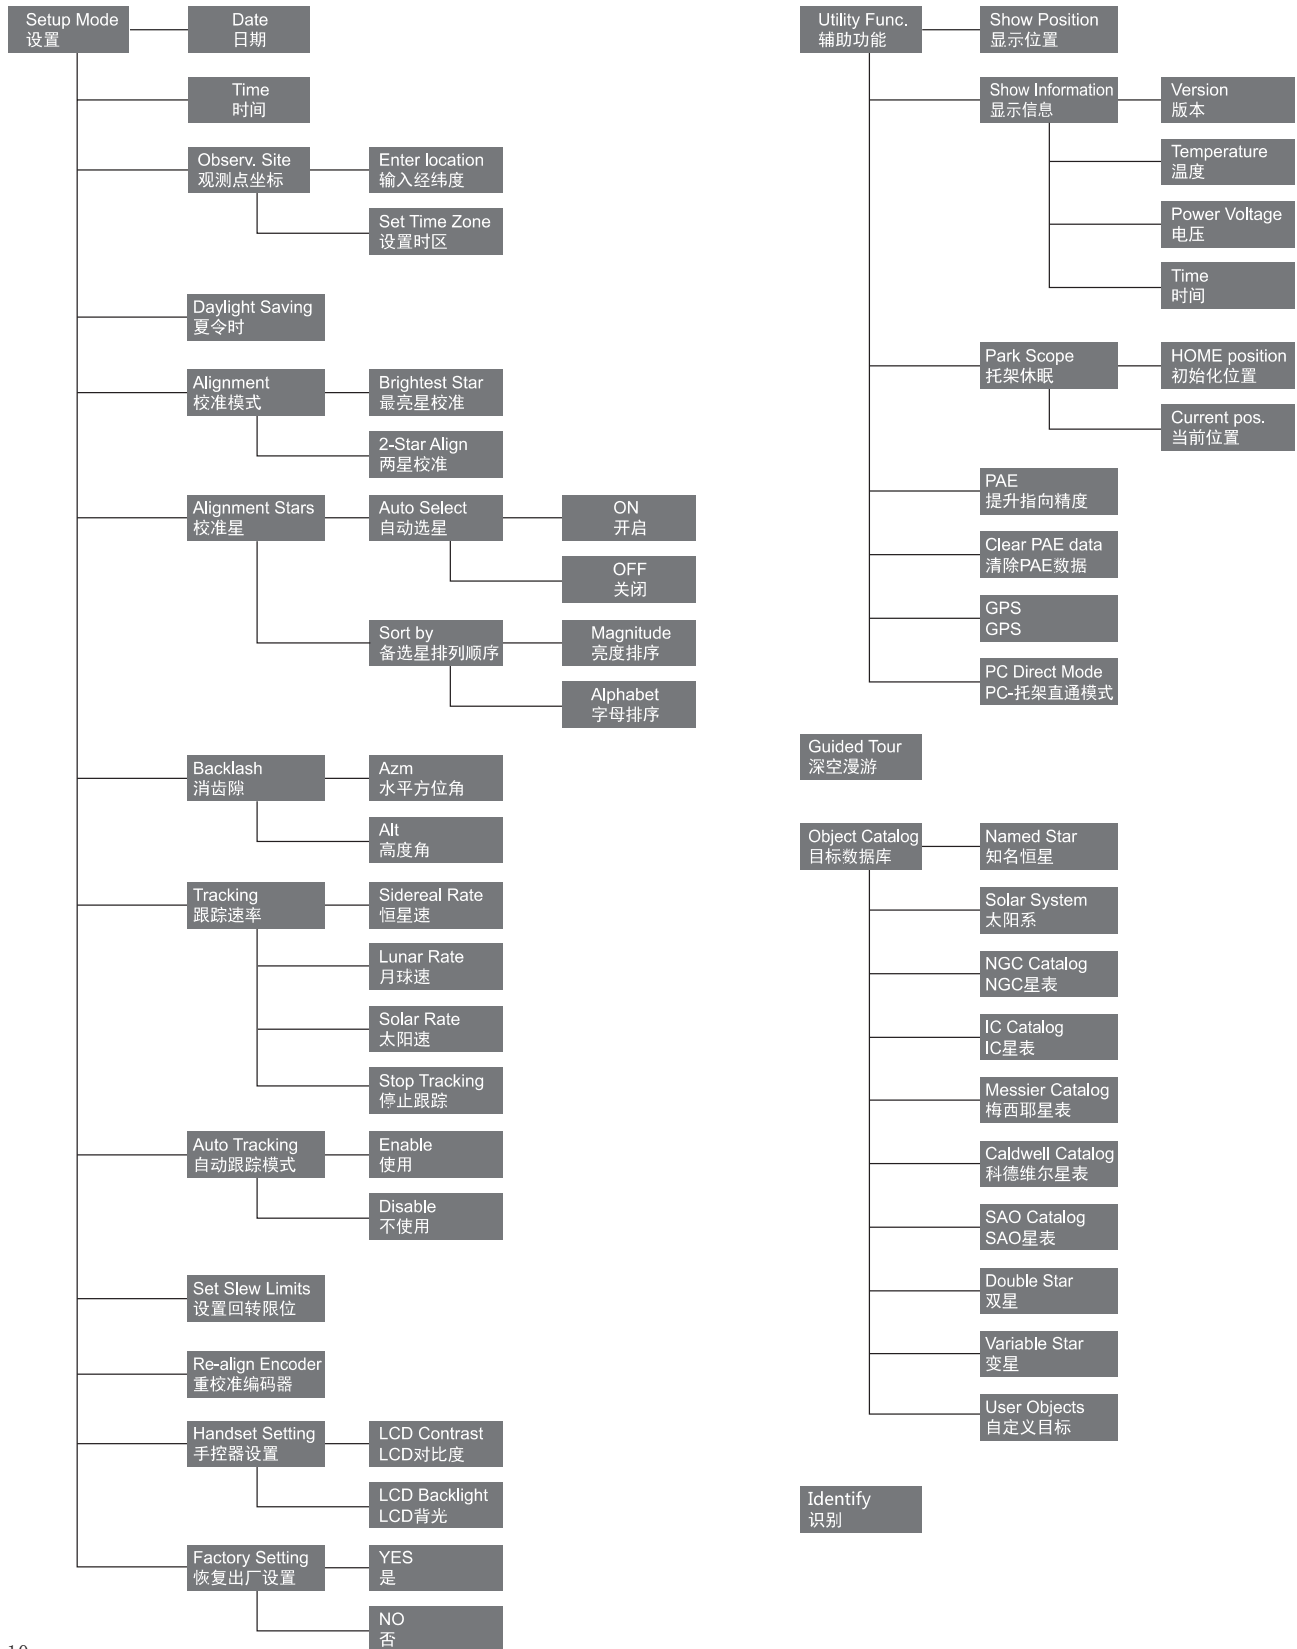 Setup Mode
设置
Date
日期
Time
时间
Observ. Site
观测点坐标
Enter location
输入经纬度
Set Time Zone
设置时区
Daylight Saving
夏令时
Alignment
校准模式
Brightest Star
最亮星校准
2-Star Align
两星校准
Alignment Stars
校准星
Auto Select
自动选星
ON
开启
OFF
关闭
Sort by
备选星排列顺序
Magnitude
亮度排序
Alphabet
字母排序
Backlash
消齿隙
Azm
水平方位角
Alt
高度角
Tracking
跟踪速率
Sidereal Rate
恒星速
Lunar Rate
月球速
Solar Rate
太阳速
Stop Tracking
停止跟踪
Auto Tracking
自动跟踪模式
Enable
使用
Disable
不使用
Set Slew Limits
设置回转限位
Re-align Encoder
重校准编码器
Handset Setting
手控器设置
LCD Contrast
LCD对比度
LCD Backlight
LCD背光
Factory Setting
恢复出厂设置
YES
是
NO
否
Utility Func.
辅助功能
Show Position
显示位置
Show Information
显示信息
Version
版本
Temperature
温度
Power Voltage
电压
Time
时间
Park Scope
托架休眠
HOME position
初始化位置
Current pos.
当前位置
PAE
提升指向精度
Clear PAE data
清除PAE数据
GPS
GPS
PC Direct Mode
PC-托架直通模式
Guided Tour
深空漫游
Object Catalog
目标数据库
Named Star
知名恒星
Solar System
太阳系
NGC Catalog
NGC星表
IC Catalog
IC星表
Messier Catalog
梅西耶星表
Caldwell Catalog
科德维尔星表
SAO Catalog
SAO星表
Double Star
双星
Variable Star
变星
User Objects
自定义目标
Identify
识别